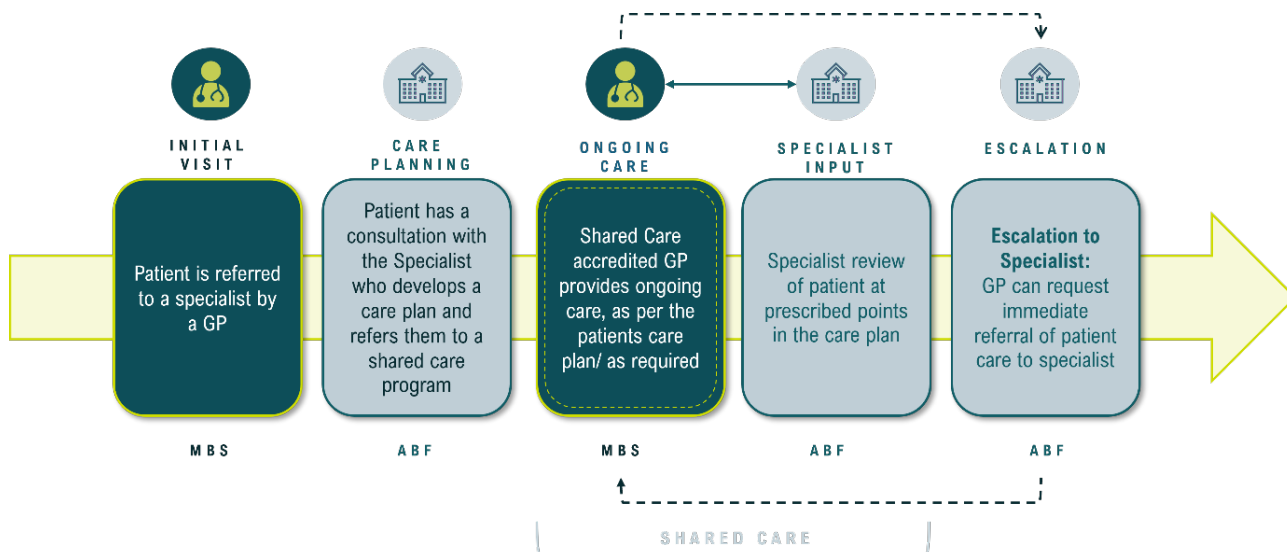 INITIAL
VISIT
CARE
PLANNING
ONGOING
CARE
SPECIALIST
INPUT
ESCALATION
Patient is referred
to a specialist by
a GP
Patient has a
consultation with
the Specialist
who develops a
care plan and
refers them to a
shared care
program
Shared Care
accredited GP
provides ongoing
care, as per the
patients care
plan/ as required
Specialist review
of patient at
prescribed points
in the care plan
Escalation to
Specialist:
GP can request
immediate
referral of patient
care to specialist
MBS
ABF
MBS
ABF
ABF
SHARED CARE